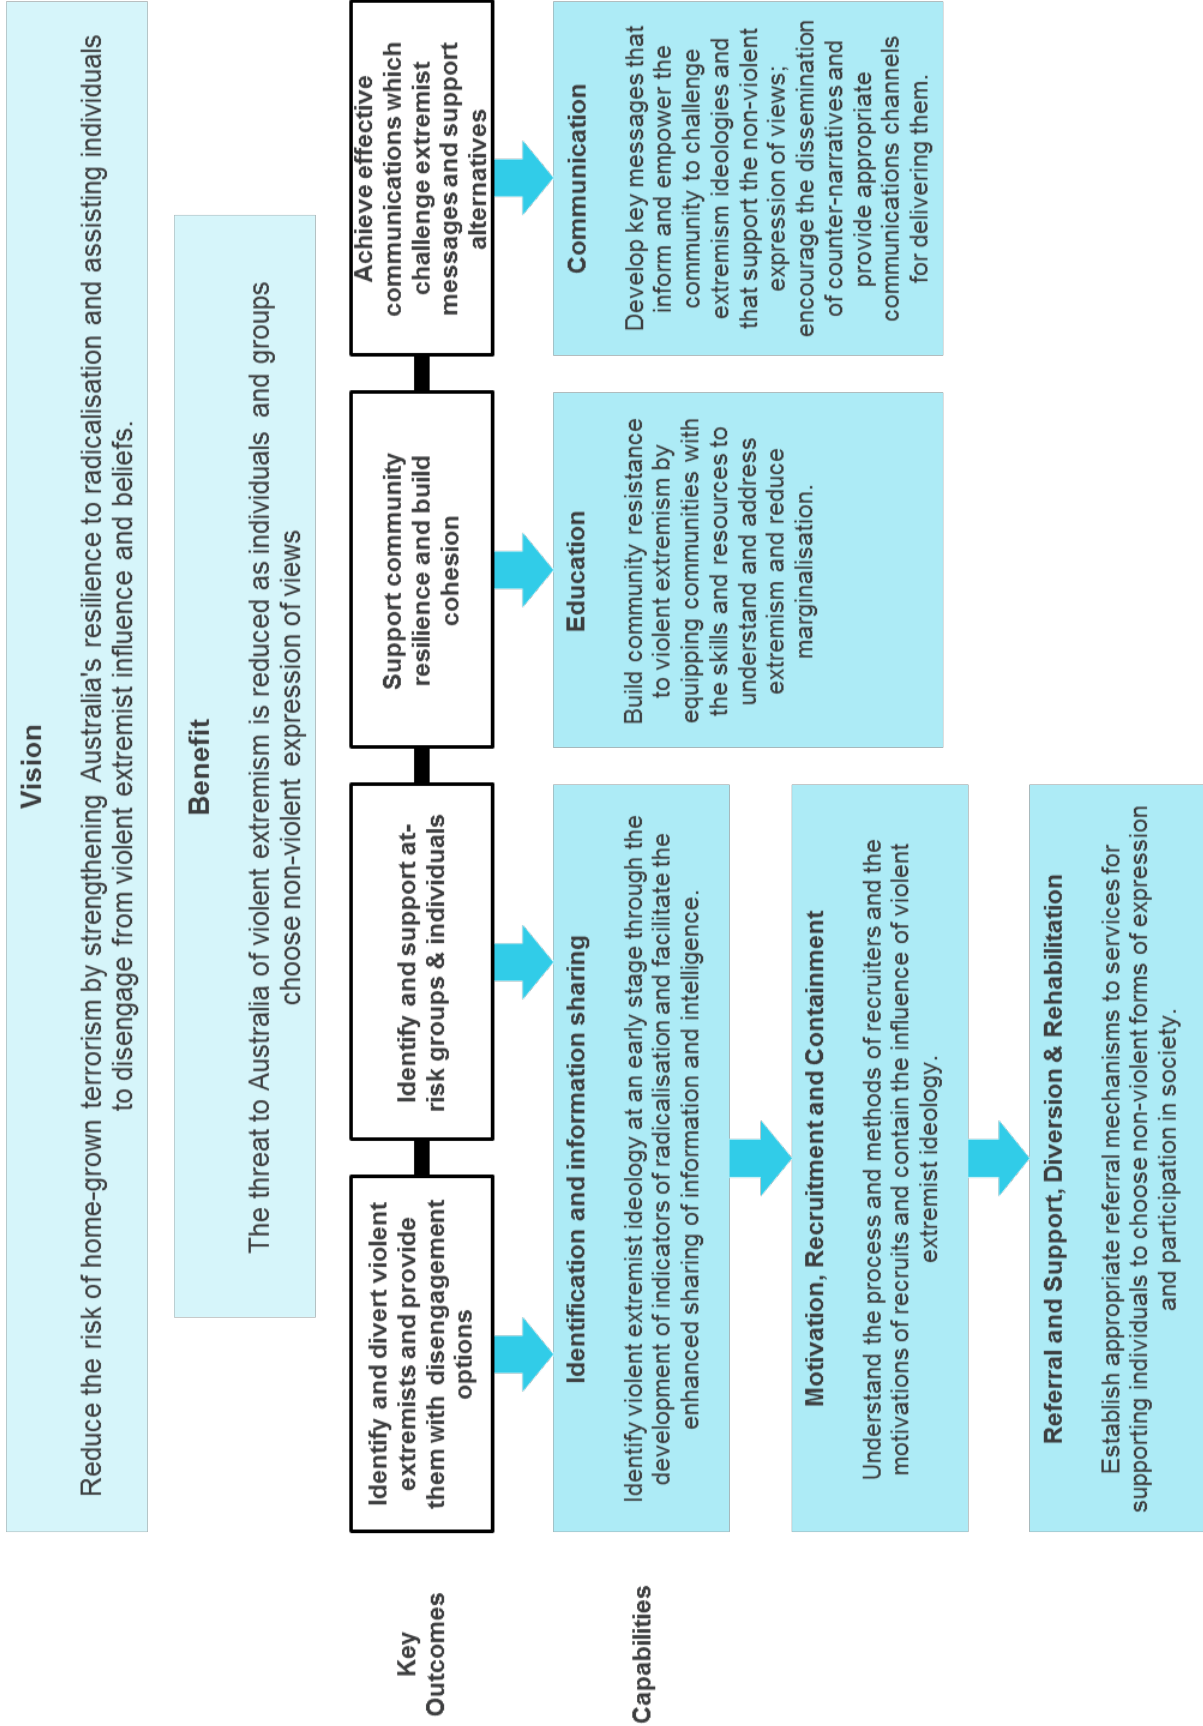 Vision
Reduce the risk of home-grown terrorism by strengthening Australia's resilience to radicalisation and assisting individuals
to disengage from violent extremist influence and beliefs.
Benefit
The threat to Australia of violent extremism is reduced as individuals and groups
choose non-violent expression of views
Key
Outcomes
Identify and divert violent
extremists and provide
them with disengagement
options
Identify and support at-
risk groups & individuals
Support community
resilience and build
cohesion
Achieve effective
communications which
challenge extremist
messages and support
alternatives
Capabilities
Identification and information sharing
Identify violent extremist ideology at an early stage through the
development of indicators of radicalisation and facilitate the
enhanced sharing of information and intelligence.
Motivation, Recruitment and Containment
Understand the process and methods of recruiters and the
motivations of recruits and contain the influence of violent
extremist ideology.
Referral and Support, Diversion & Rehabilitation
Establish appropriate referral mechanisms to services for
supporting individuals to choose non-violent forms of expression
and participation in society.
Education
Build community resistance
to violent extremism by
equipping communities with
the skills and resources to
understand and address
extremism and reduce
marginalisation.
Communication
Develop key messages that
inform and empower the
community to challenge
extremism ideologies and
that support the non-violent
expression of views;
encourage the dissemination
of counter-narratives and
provide appropriate
communications channels
for delivering them.